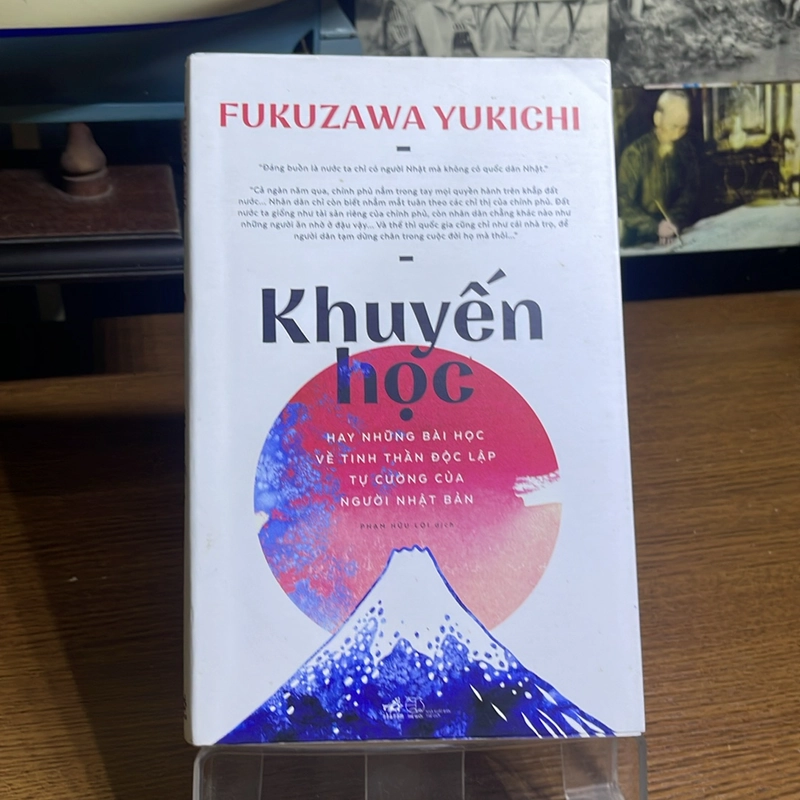 FUKUZAWA YUKICHI
"Đáng buồn là nước ta chỉ có người Nhật mà không có quốc dân Nhật."
"Cả ngàn năm qua, chính phủ nắm trong tay mọi quyền hành trên khắp đất
nước... Nhân dân chỉ còn biết nhắm mắt tuân theo các chỉ thị của chính phủ. Đất
nước ta giống như tài sản riêng của chính phủ, còn nhân dân chẳng khác nào như
những người ăn nhờ ở đậu vậy... Và thế thì quốc gia cũng chỉ như cái nhà trọ, để
người dân tạm dừng chân trong cuộc đời họ mà thôi..."
Khuyến
học
HAY NHỮNG BÀI HỌC
VỀ TINH THẦN ĐỘC LẬP
TỰ CƯỜNG CỦA
NGƯỜI NHẬT BẢN
PHẠM HỮU LỢI dịch